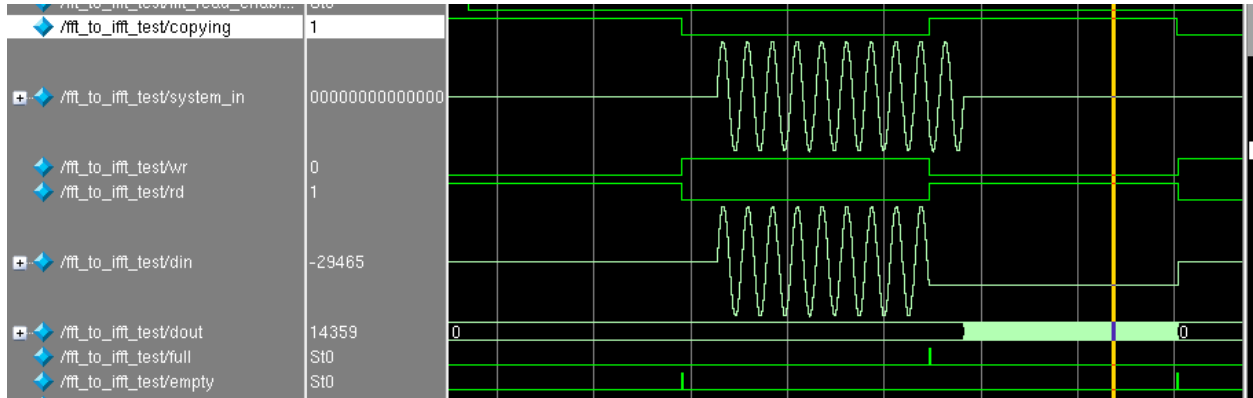 /fft_to_ifft_test/copying 1
/fft_to_ifft_test/system_in 00000000000000
/fft_to_ifft_test/wr 0
/fft_to_ifft_test/rd 1
/fft_to_ifft_test/din -29465
/fft_to_ifft_test/dout 14359 0 0
/fft_to_ifft_test/full St0
/fft_to_ifft_test/empty St0